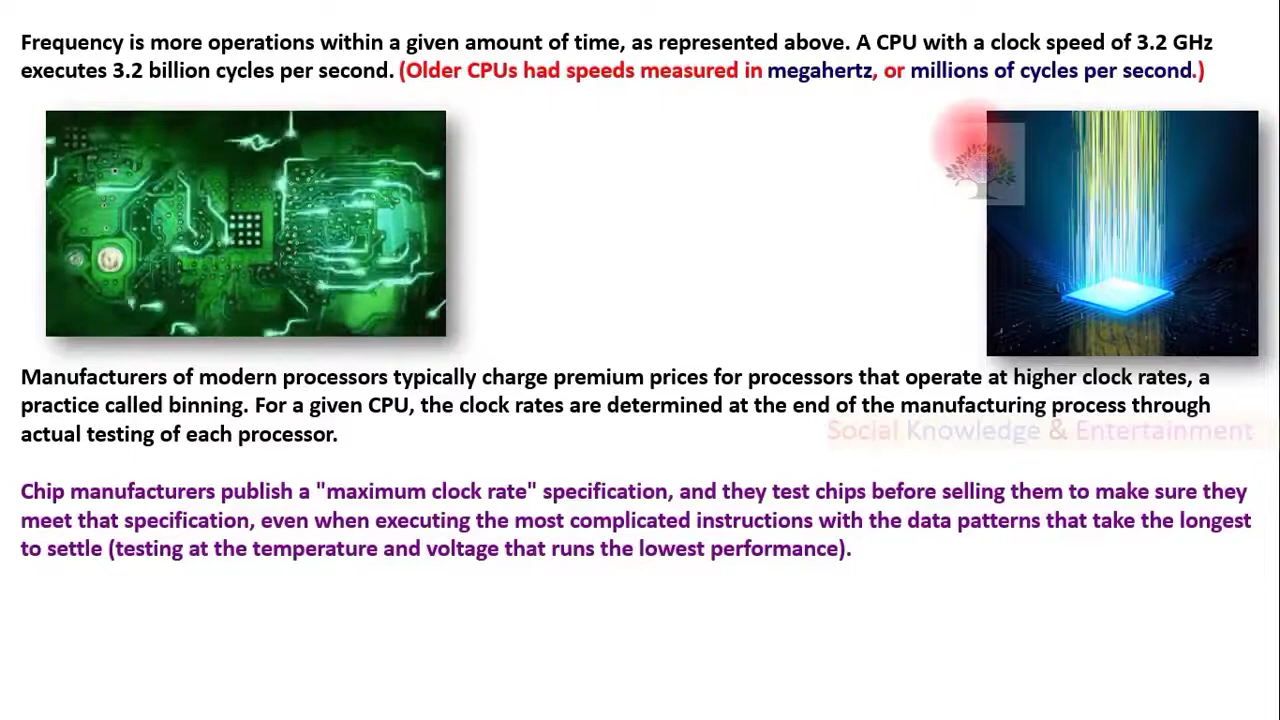 Frequency is more operations within a given amount of time, as represented above. A CPU with a clock speed of 3.2 GHz
executes 3.2 billion cycles per second. (Older CPUs had speeds measured in megahertz, or millions of cycles per second.)
Manufacturers of modern processors typically charge premium prices for processors that operate at higher clock rates, a
practice called binning. For a given CPU, the clock rates are determined at the end of the manufacturing process through
actual testing of each processor.
Social Knowledge & Entertainment
Chip manufacturers publish a "maximum clock rate" specification, and they test chips before selling them to make sure they
meet that specification, even when executing the most complicated instructions with the data patterns that take the longest
to settle (testing at the temperature and voltage that runs the lowest performance).